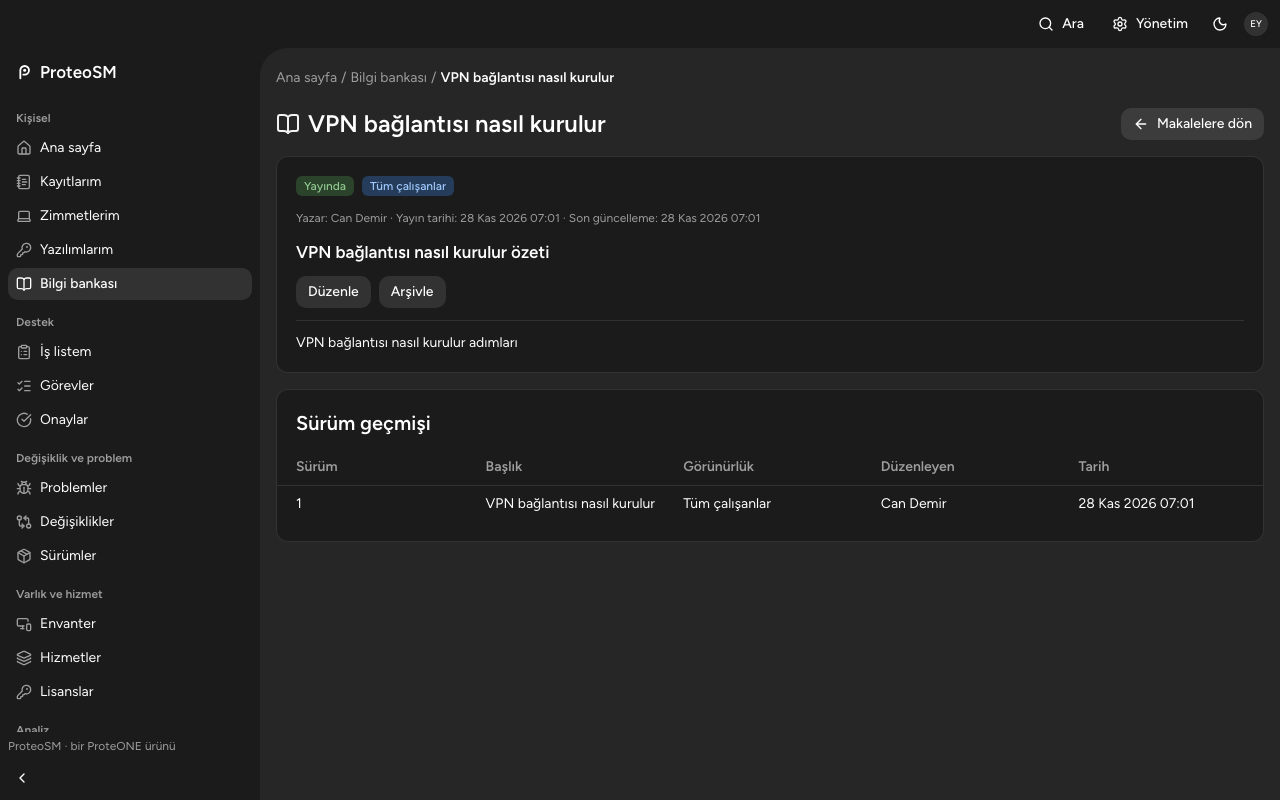 Ara
Yönetim
EY
ProteoSM
Kişisel
Ana sayfa
Kayıtlarım
Zimmetlerim
Yazılımlarım
Bilgi bankası
Destek
İş listem
Görevler
Onaylar
Değişiklik ve problem
Problemler
Değişiklikler
Sürümler
Varlık ve hizmet
Envanter
Hizmetler
Lisanslar
Analiz
ProteoSM · bir ProteONE ürünü
Ana sayfa / Bilgi bankası / VPN bağlantısı nasıl kurulur
VPN bağlantısı nasıl kurulur
Makalelere dön
Yayında Tüm çalışanlar
Yazar: Can Demir · Yayın tarihi: 28 Kas 2026 07:01 · Son güncelleme: 28 Kas 2026 07:01
VPN bağlantısı nasıl kurulur özeti
Düzenle Arşivle
VPN bağlantısı nasıl kurulur adımları
Sürüm geçmişi
Sürüm Başlık Görünürlük Düzenleyen Tarih
1 VPN bağlantısı nasıl kurulur Tüm çalışanlar Can Demir 28 Kas 2026 07:01